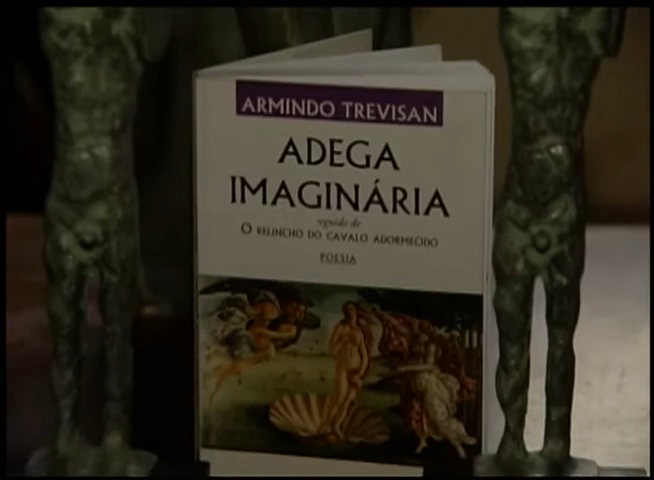 ARMINDO TREVISAN
ADEGA
IMAGINÁRIA
seguido de
O RELINCHO DO CAVALO ADORMECIDO
POESIA